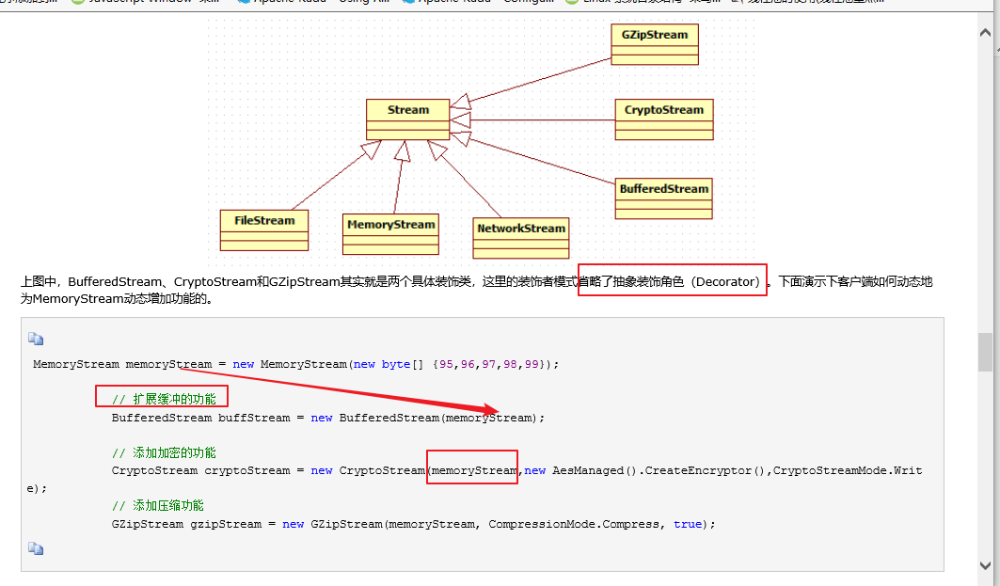 GZipStream
Stream
CryptoStream
BufferedStream
FileStream
MemoryStream
NetworkStream
上图中，BufferedStream、CryptoStream和GZipStream其实就是两个具体装饰类，这里的装饰者模式省略了抽象装饰角色（Decorator）。下面演示下客户端如何动态地
为MemoryStream动态增加功能的。
MemoryStream memoryStream = new MemoryStream(new byte[] {95,96,97,98,99});
// 扩展缓冲的功能
BufferedStream buffStream = new BufferedStream(memoryStream);
// 添加加密的功能
CryptoStream cryptoStream = new CryptoStream(memoryStream,new AesManaged().CreateEncryptor(),CryptoStreamMode.Writ
e);
// 添加压缩功能
GZipStream gzipStream = new GZipStream(memoryStream, CompressionMode.Compress, true);